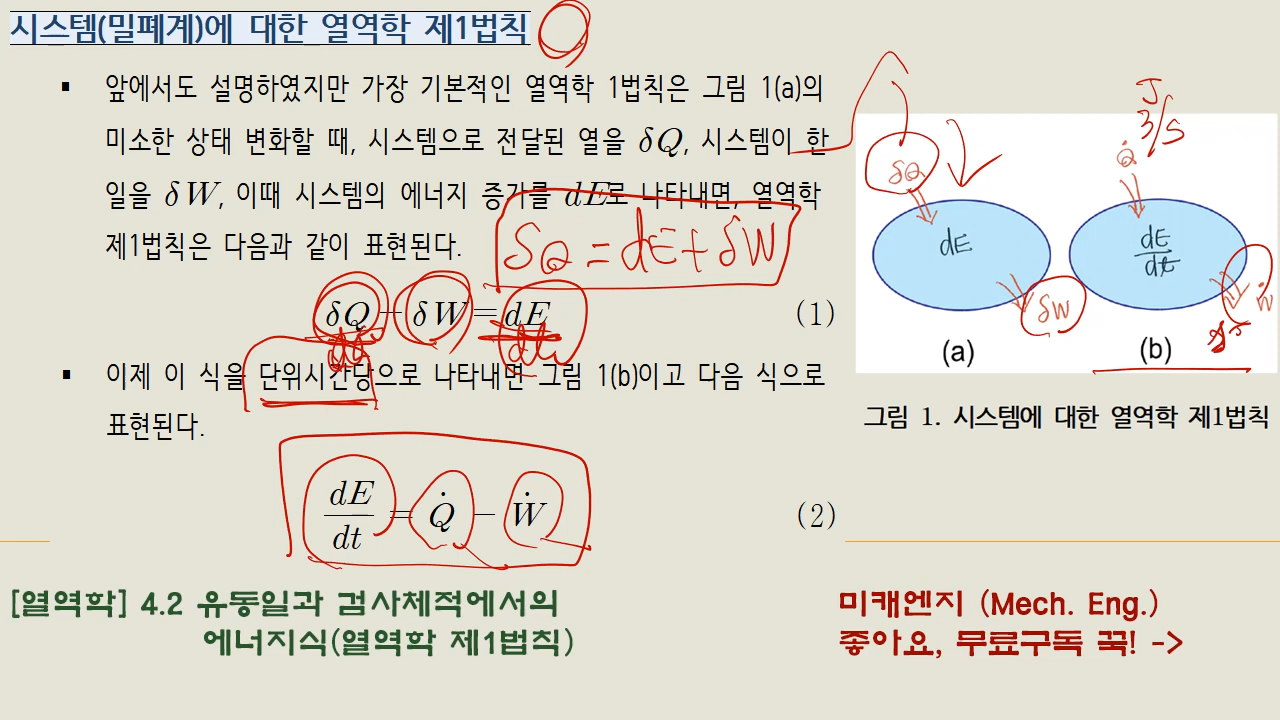 시스템(밀폐계)에 대한 열역학 제1법칙
▪ 앞에서도 설명하였지만 가장 기본적인 열역학 1법칙은 그림 1(a)의
미소한 상태 변화할 때, 시스템으로 전달된 열을 δQ, 시스템이 한
일을 δW, 이때 시스템의 에너지 증가를 dE로 나타내면, 열역학
제1법칙은 다음과 같이 표현된다.
δQ = dE + δW
δQ − δW = dE (1)
dt dt
▪ 이제 이 식을 단위시간당으로 나타내면 그림 1(b)이고 다음 식으로
표현된다.
dE/dt = Q̇ − Ẇ (2)
J
/S
δQ
Q̇
dE
dE/dt
δW
Ẇ
(a)
(b)
그림 1. 시스템에 대한 열역학 제1법칙
[열역학] 4.2 유동일과 검사체적에서의
에너지식(열역학 제1법칙)
미캐엔지 (Mech. Eng.)
좋아요, 무료구독 꾹! ->